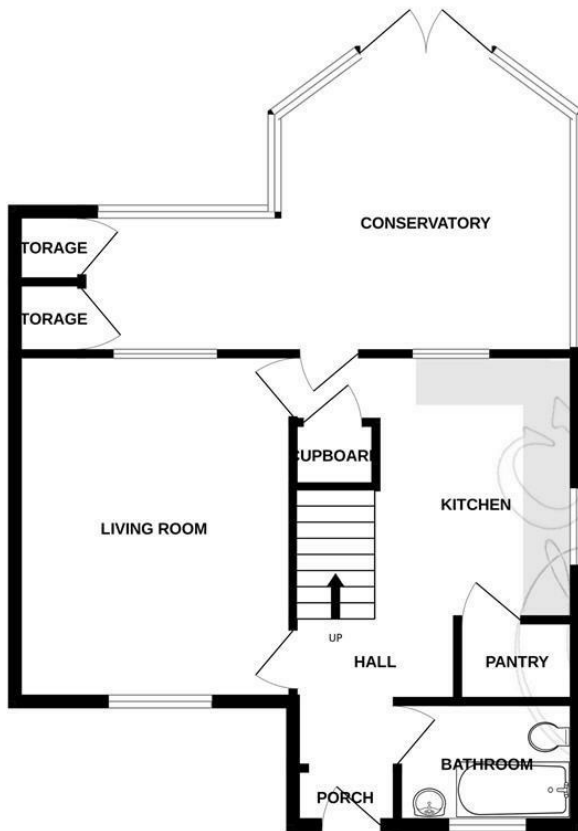 CONSERVATORY
TORAGE
TORAGE
CUPBOARD
LIVING ROOM
KITCHEN
UP
HALL
PANTRY
BATHROOM
PORCH